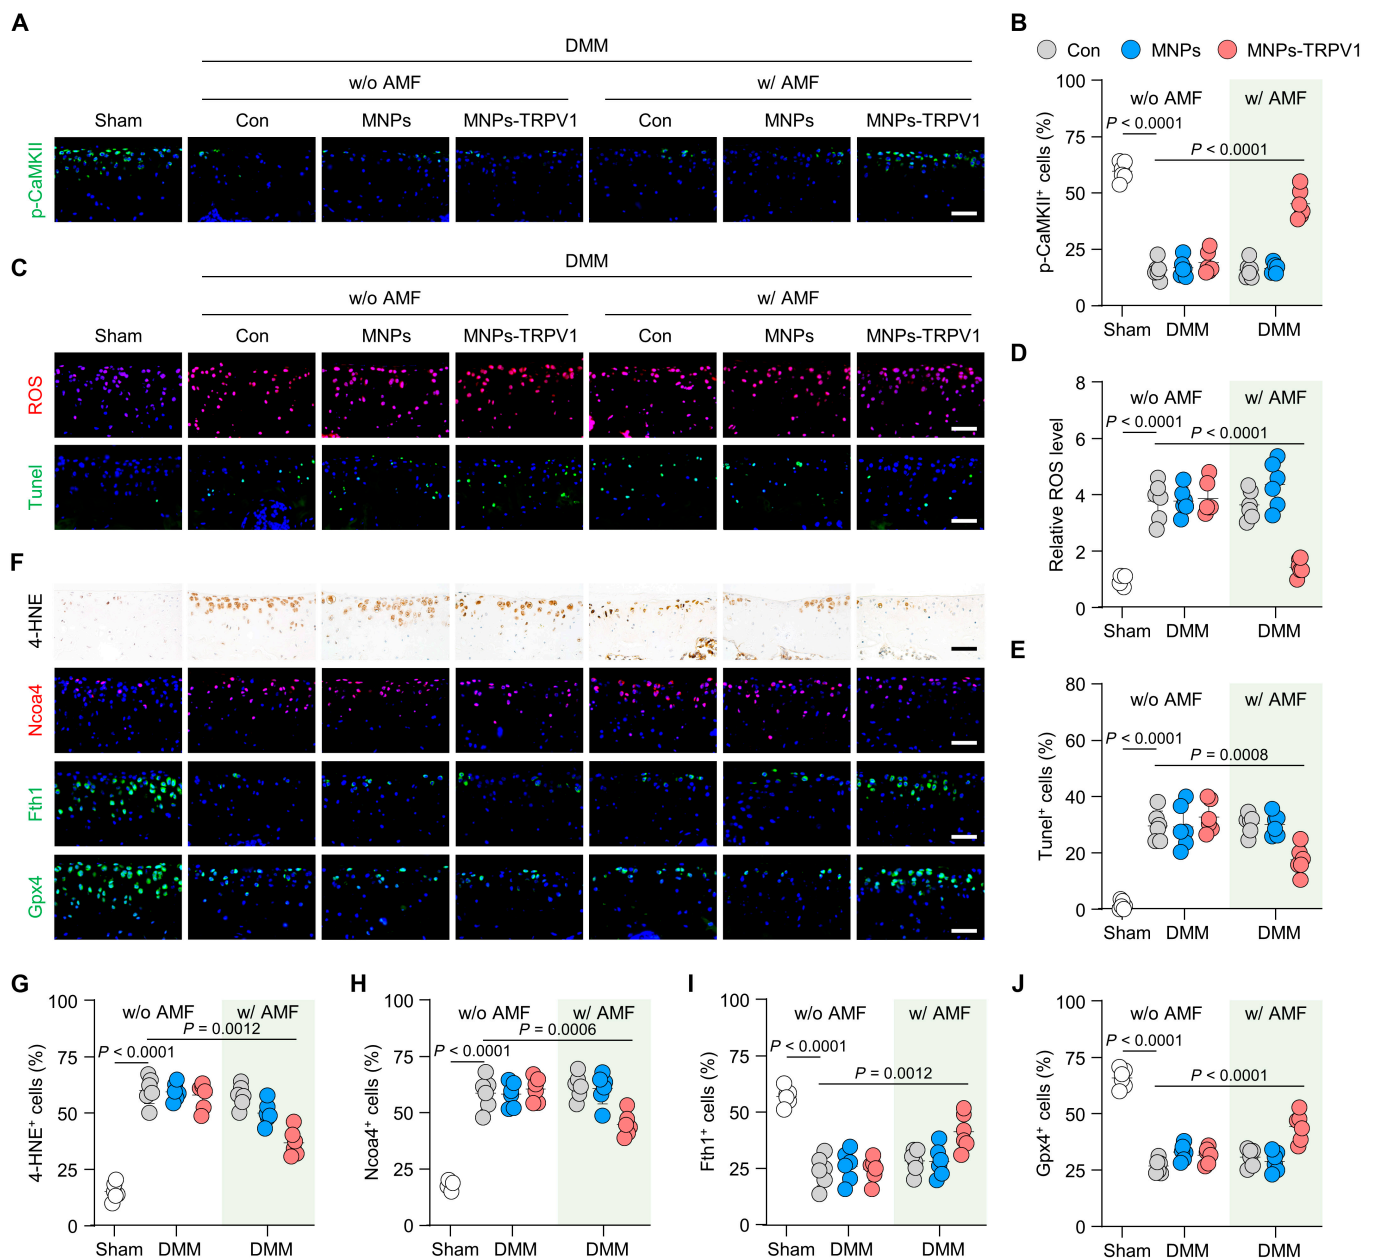 A
DMM
w/o AMF
w/ AMF
Sham
Con
MNPs
MNPs-TRPV1
Con
MNPs
MNPs-TRPV1
p-CaMKII
B
Con
MNPs
MNPs-TRPV1
p-CaMKII⁺ cells (%)
100
75
50
25
0
w/o AMF
w/ AMF
P < 0.0001
P < 0.0001
Sham
DMM
DMM
C
DMM
w/o AMF
w/ AMF
Sham
Con
MNPs
MNPs-TRPV1
Con
MNPs
MNPs-TRPV1
ROS
Tunel
D
Relative ROS level
8
6
4
2
0
w/o AMF
w/ AMF
P < 0.0001
P < 0.0001
Sham
DMM
DMM
E
Tunel⁺ cells (%)
80
60
40
20
0
w/o AMF
w/ AMF
P < 0.0001
P = 0.0008
Sham
DMM
DMM
F
4-HNE
Ncoa4
Fth1
Gpx4
G
4-HNE⁺ cells (%)
100
75
50
25
0
w/o AMF
w/ AMF
P = 0.0012
P < 0.0001
Sham
DMM
DMM
H
Ncoa4⁺ cells (%)
100
75
50
25
0
w/o AMF
w/ AMF
P = 0.0006
P < 0.0001
Sham
DMM
DMM
I
Fth1⁺ cells (%)
100
75
50
25
0
w/o AMF
w/ AMF
P < 0.0001
P = 0.0012
Sham
DMM
DMM
J
Gpx4⁺ cells (%)
100
75
50
25
0
w/o AMF
w/ AMF
P < 0.0001
P < 0.0001
Sham
DMM
DMM